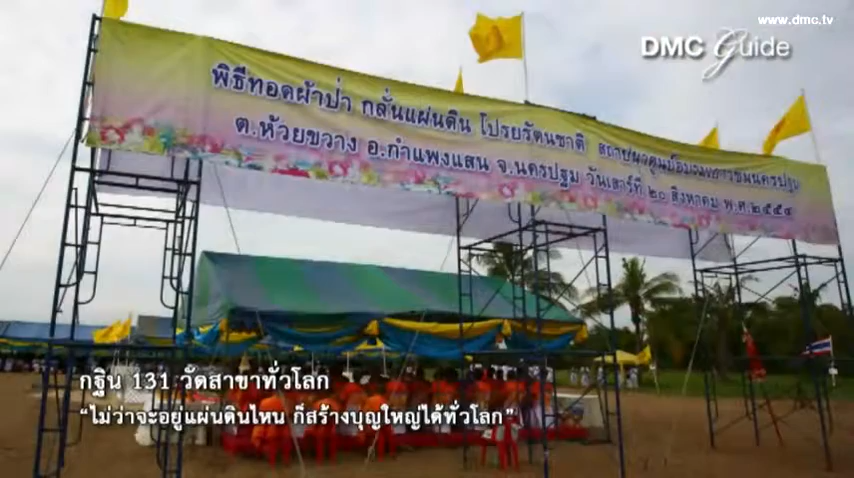 www.dmc.tv
DMC Guide
พิธีทอดผ้าป่า กลั่นแผ่นดิน โปรยรัตนชาติ
ต.ห้วยขวาง อ.กำแพงแสน จ.นครปฐม วันเสาร์ที่ ๒๐ สิงหาคม พ.ศ.๒๕๕๔
กฐิน 131 วัดสาขาทั่วโลก
“ไม่ว่าจะอยู่แผ่นดินไหน ก็สร้างบุญใหญ่ได้ทั่วโลก”